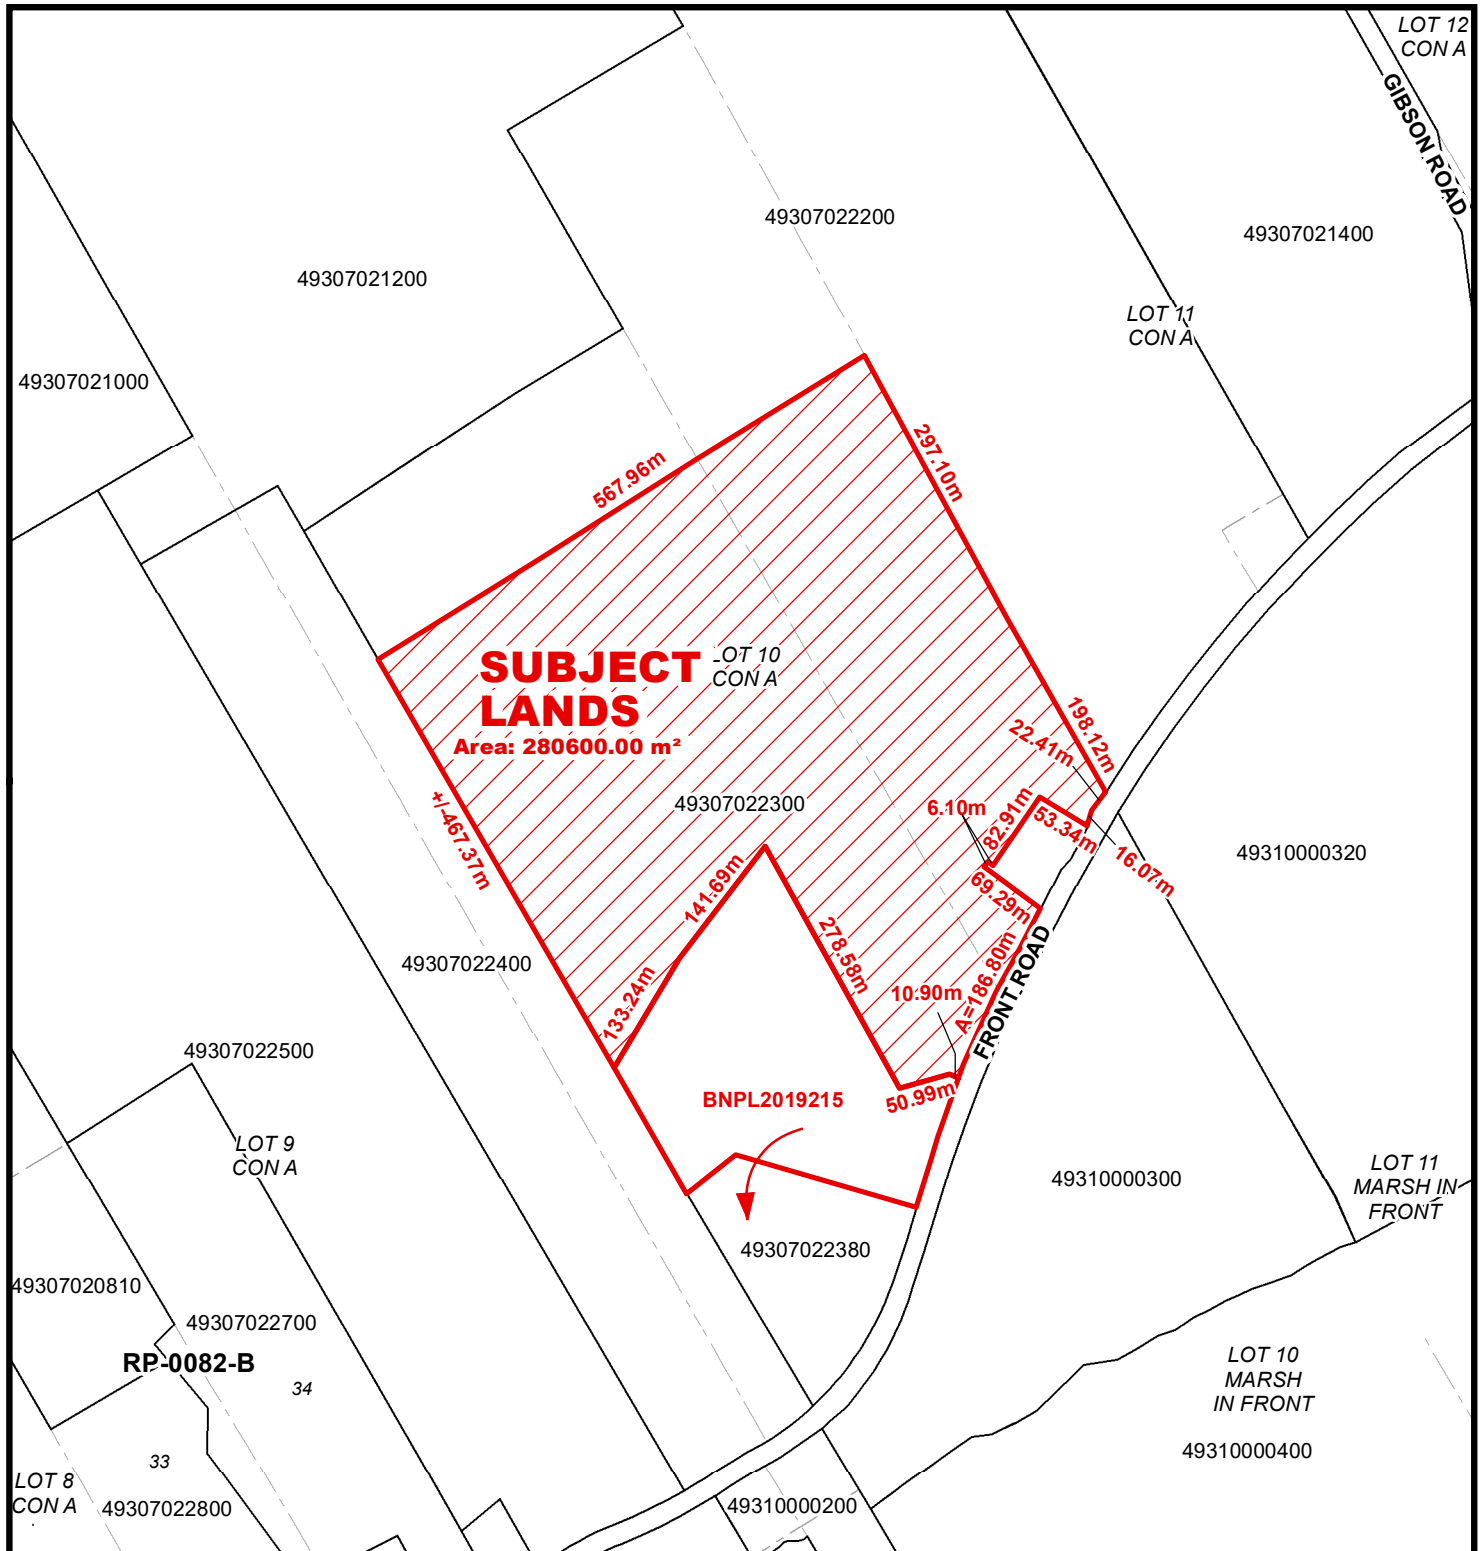 LOT 12
CON A
GIBSON ROAD
49307022200
49307021400
49307021200
LOT 11
CON A
49307021000
297.10m
567.96m
SUBJECT
LANDS
Area: 280600.00 m²
LOT 10
CON A
198.12m
22.41m
+/-467.37m
49307022300
6.10m
82.91m
53.34m
16.07m
49310000320
69.29m
141.69m
278.58m
49307022400
133.24m
10.90m
A=186.80m
FRONT ROAD
49307022500
BNPL2019215
50.99m
LOT 9
CON A
49310000300
LOT 11
MARSH IN
FRONT
49307022380
49307020810
49307022700
RP-0082-B
34
LOT 10
MARSH
IN FRONT
49310000400
33
LOT 8
CON A
49307022800
49310000200